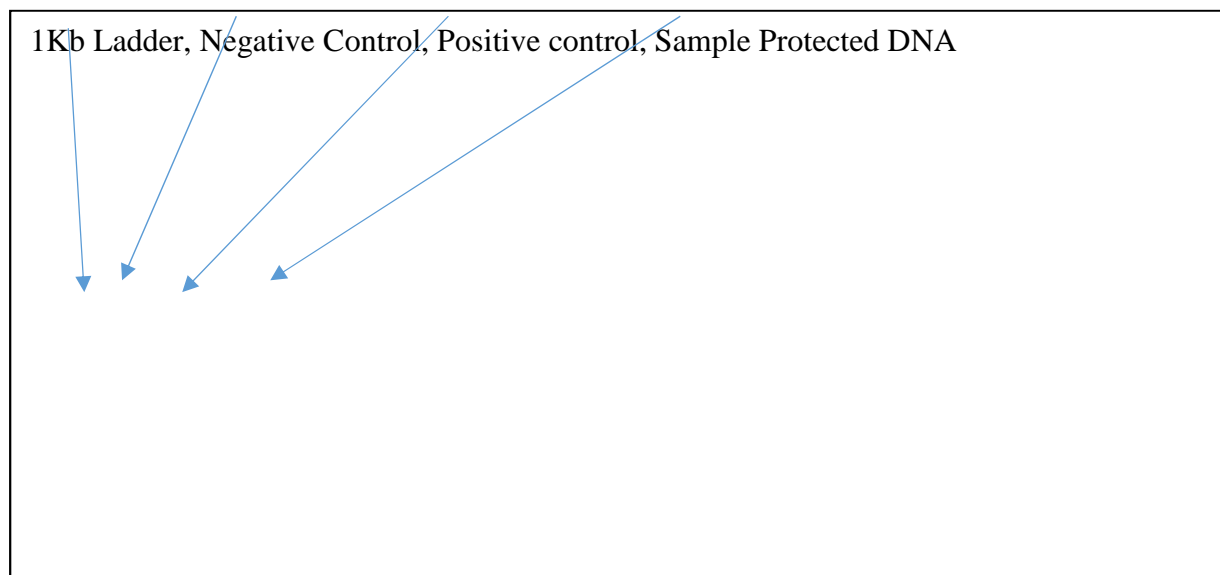 1Kb Ladder, Negative Control, Positive control, Sample Protected DNA